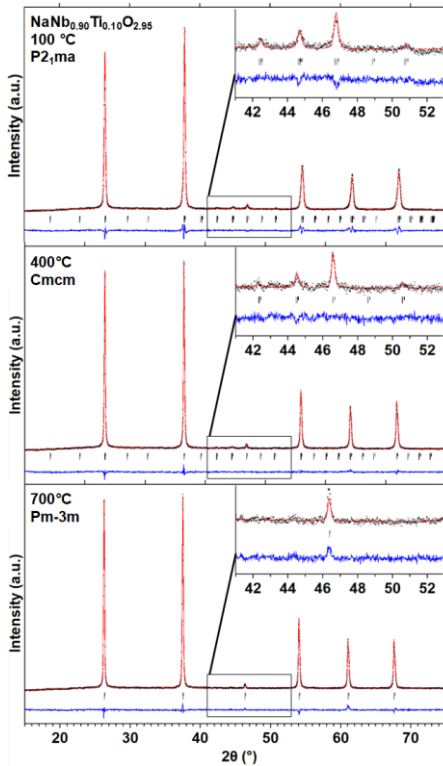 NaNb0.90Ti0.10O2.95
100 °C
P21ma
Intensity (a.u.)
42 44 46 48 50 52
400°C
Cmcm
Intensity (a.u.)
42 44 46 48 50 52
700°C
Pm-3m
Intensity (a.u.)
42 44 46 48 50 52
20 30 40 50 60 70
2θ (°)